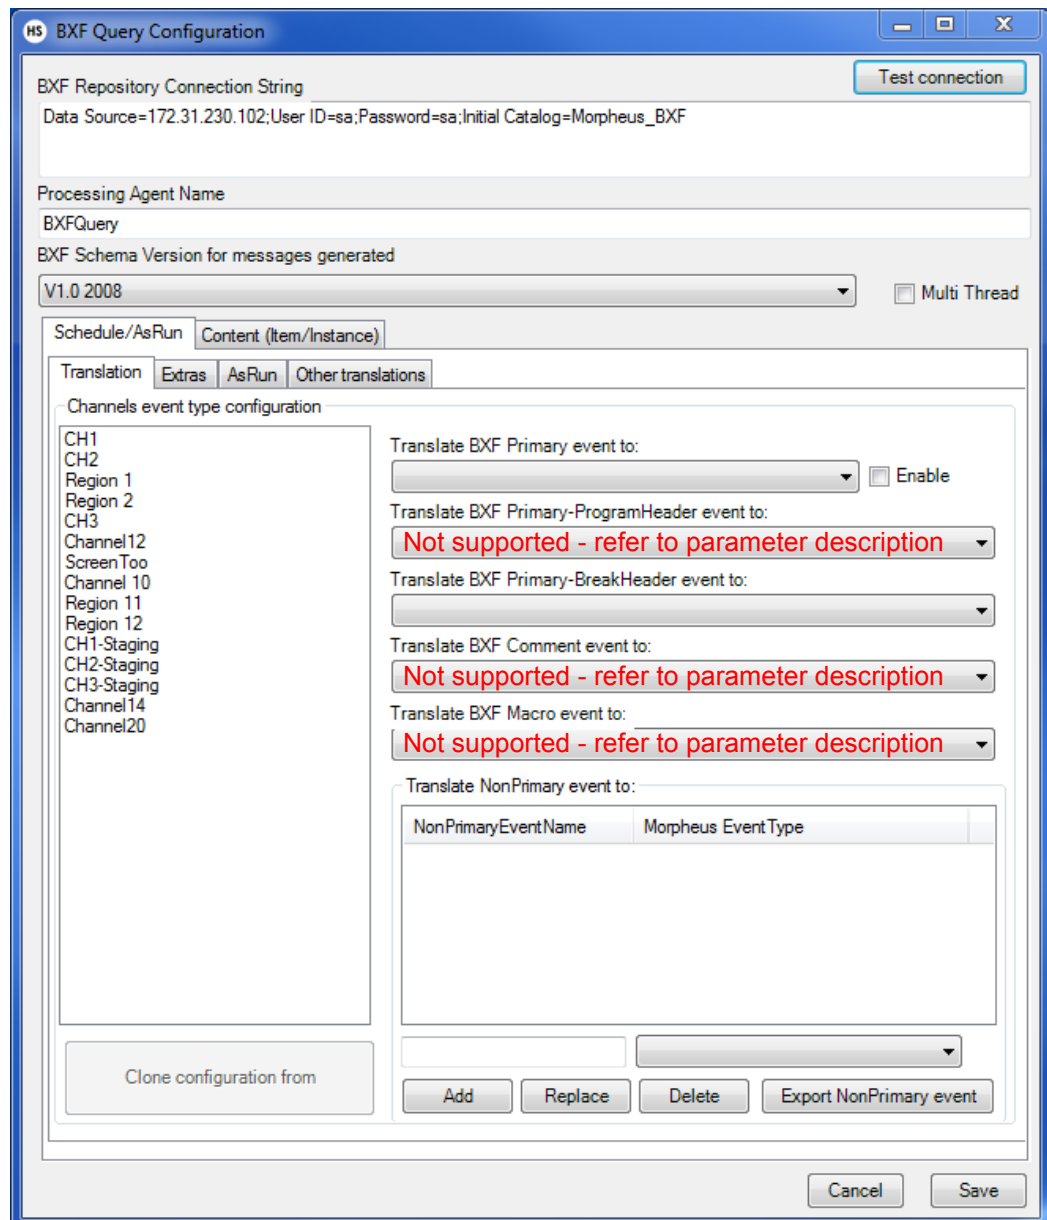 HS BXF Query Configuration
Test connection
BXF Repository Connection String
Data Source=172.31.230.102;User ID=sa;Password=sa;Initial Catalog=Morpheus_BXF
Processing Agent Name
BXFQuery
BXF Schema Version for messages generated
V1.0 2008
Multi Thread
Schedule/AsRun
Content (Item/Instance)
Translation
Extras
AsRun
Other translations
Channels event type configuration
CH1
CH2
Region 1
Region 2
CH3
Channel12
ScreenToo
Channel 10
Region 11
Region 12
CH1-Staging
CH2-Staging
CH3-Staging
Channel14
Channel20
Clone configuration from
Translate BXF Primary event to:
Enable
Translate BXF Primary-ProgramHeader event to:
Not supported - refer to parameter description
Translate BXF Primary-BreakHeader event to:
Translate BXF Comment event to:
Not supported - refer to parameter description
Translate BXF Macro event to:
Not supported - refer to parameter description
Translate NonPrimary event to:
NonPrimaryEventName
Morpheus EventType
Add
Replace
Delete
Export NonPrimary event
Cancel
Save